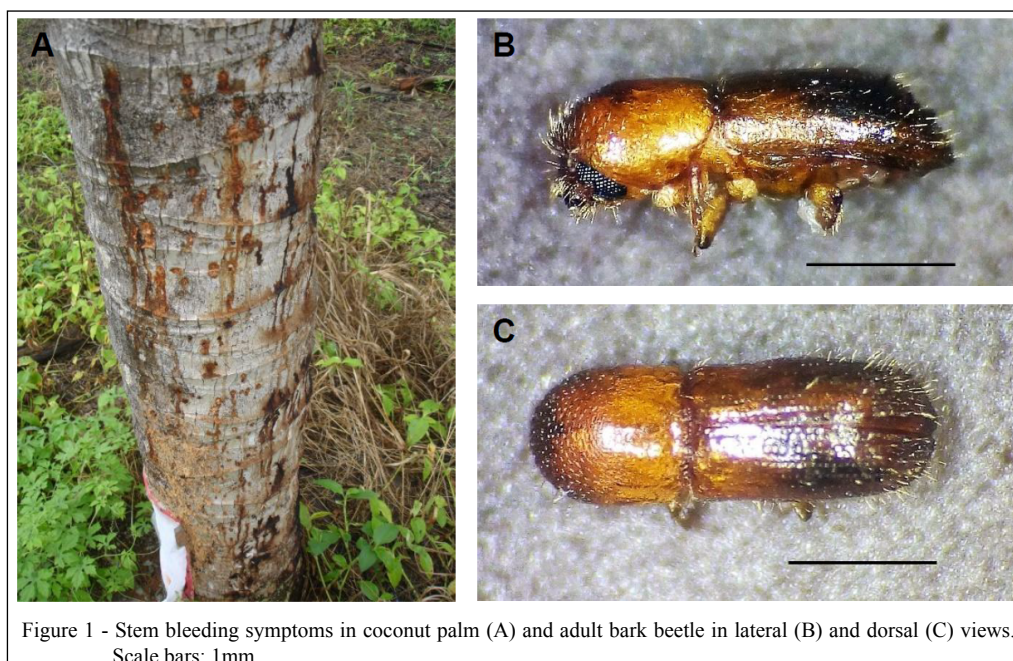 A
B
C
Figure 1 - Stem bleeding symptoms in coconut palm (A) and adult bark beetle in lateral (B) and dorsal (C) views.
Scale bars: 1mm.